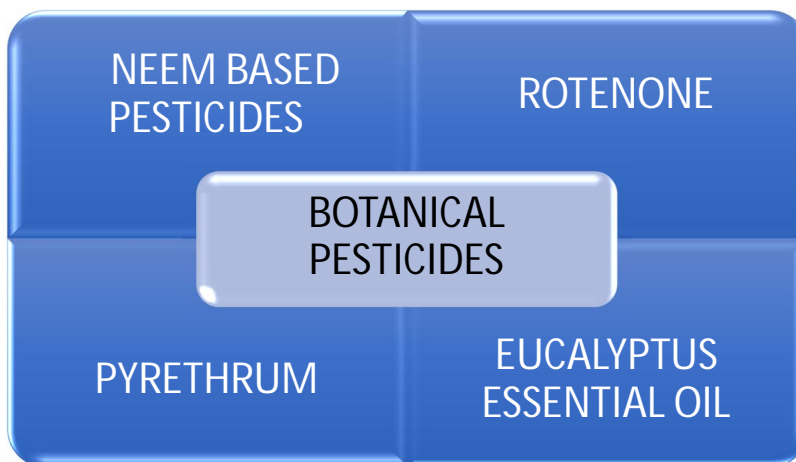 NEEM BASED
PESTICIDES
ROTENONE
BOTANICAL
PESTICIDES
PYRETHRUM
EUCALYPTUS
ESSENTIAL OIL